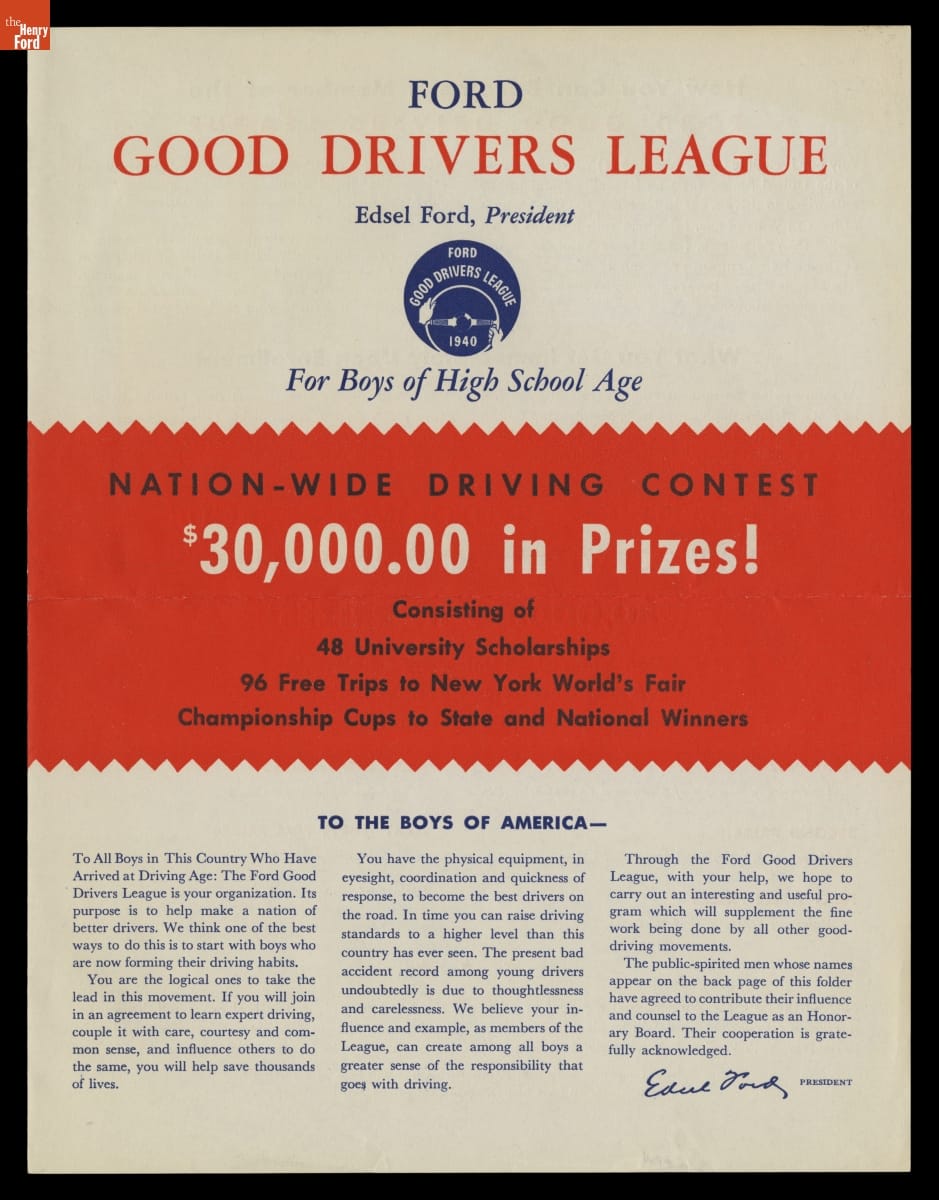 the
Henry
Ford
FORD
GOOD DRIVERS LEAGUE
Edsel Ford, President
FORD
GOOD DRIVERS LEAGUE
1940
For Boys of High School Age
NATION-WIDE DRIVING CONTEST
$30,000.00 in Prizes!
Consisting of
48 University Scholarships
96 Free Trips to New York World's Fair
Championship Cups to State and National Winners
TO THE BOYS OF AMERICA—
To All Boys in This Country Who Have
Arrived at Driving Age: The Ford Good
Drivers League is your organization. Its
purpose is to help make a nation of
better drivers. We think one of the best
ways to do this is to start with boys who
are now forming their driving habits.
You are the logical ones to take the
lead in this movement. If you will join
in an agreement to learn expert driving,
couple it with care, courtesy and com-
mon sense, and influence others to do
the same, you will help save thousands
of lives.
You have the physical equipment, in
eyesight, coordination and quickness of
response, to become the best drivers on
the road. In time you can raise driving
standards to a higher level than this
country has ever seen. The present bad
accident record among young drivers
undoubtedly is due to thoughtlessness
and carelessness. We believe your in-
fluence and example, as members of the
League, can create among all boys a
greater sense of the responsibility that
goes with driving.
Through the Ford Good Drivers
League, with your help, we hope to
carry out an interesting and useful pro-
gram which will supplement the fine
work being done by all other good-
driving movements.
The public-spirited men whose names
appear on the back page of this folder
have agreed to contribute their influence
and counsel to the League as an Honor-
ary Board. Their cooperation is grate-
fully acknowledged.
Edsel Ford PRESIDENT